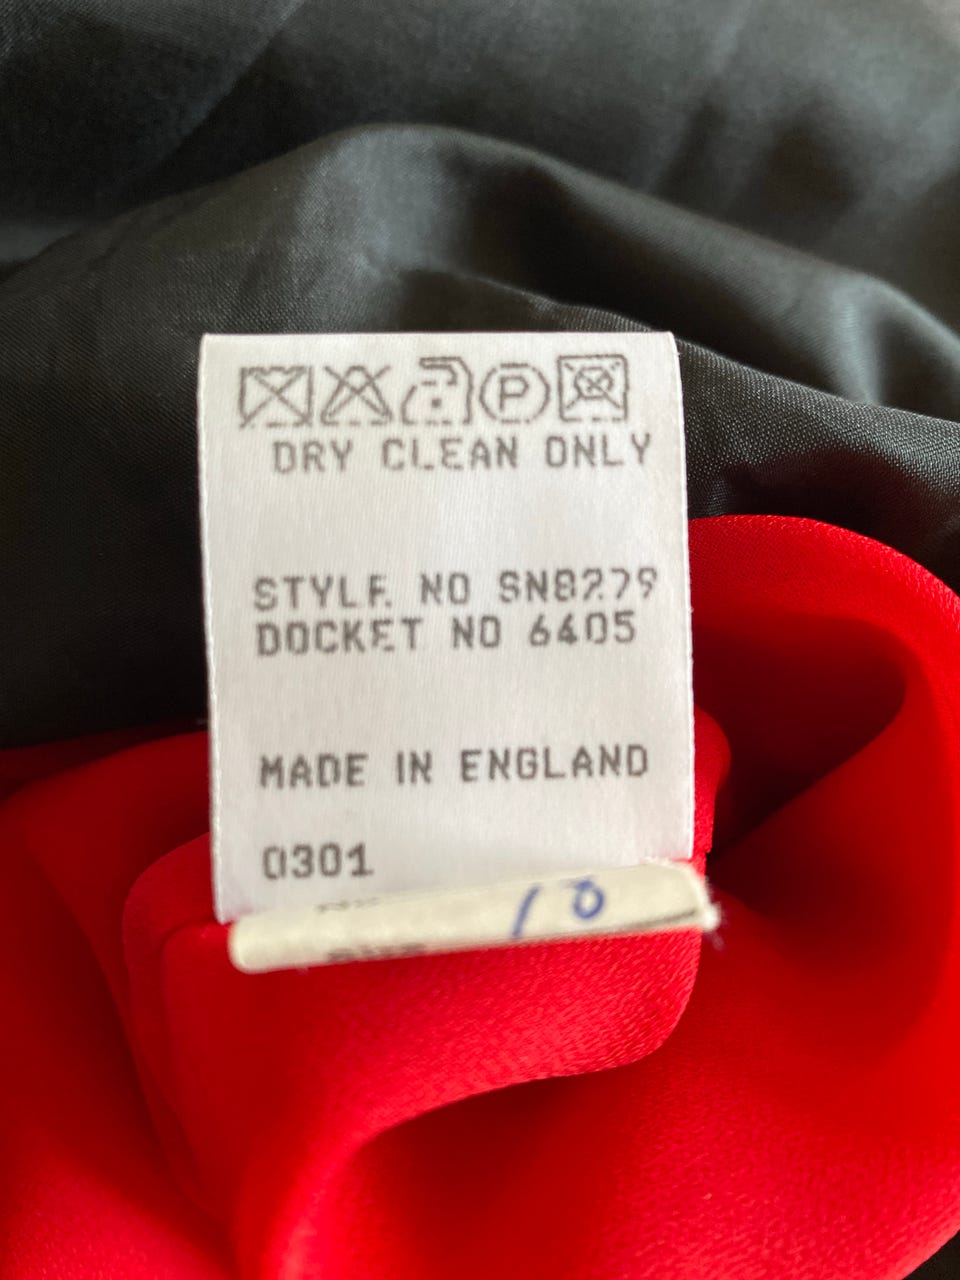 P
DRY CLEAN ONLY
STYLE NO SN8279
DOCKET NO 6405
MADE IN ENGLAND
0301
10